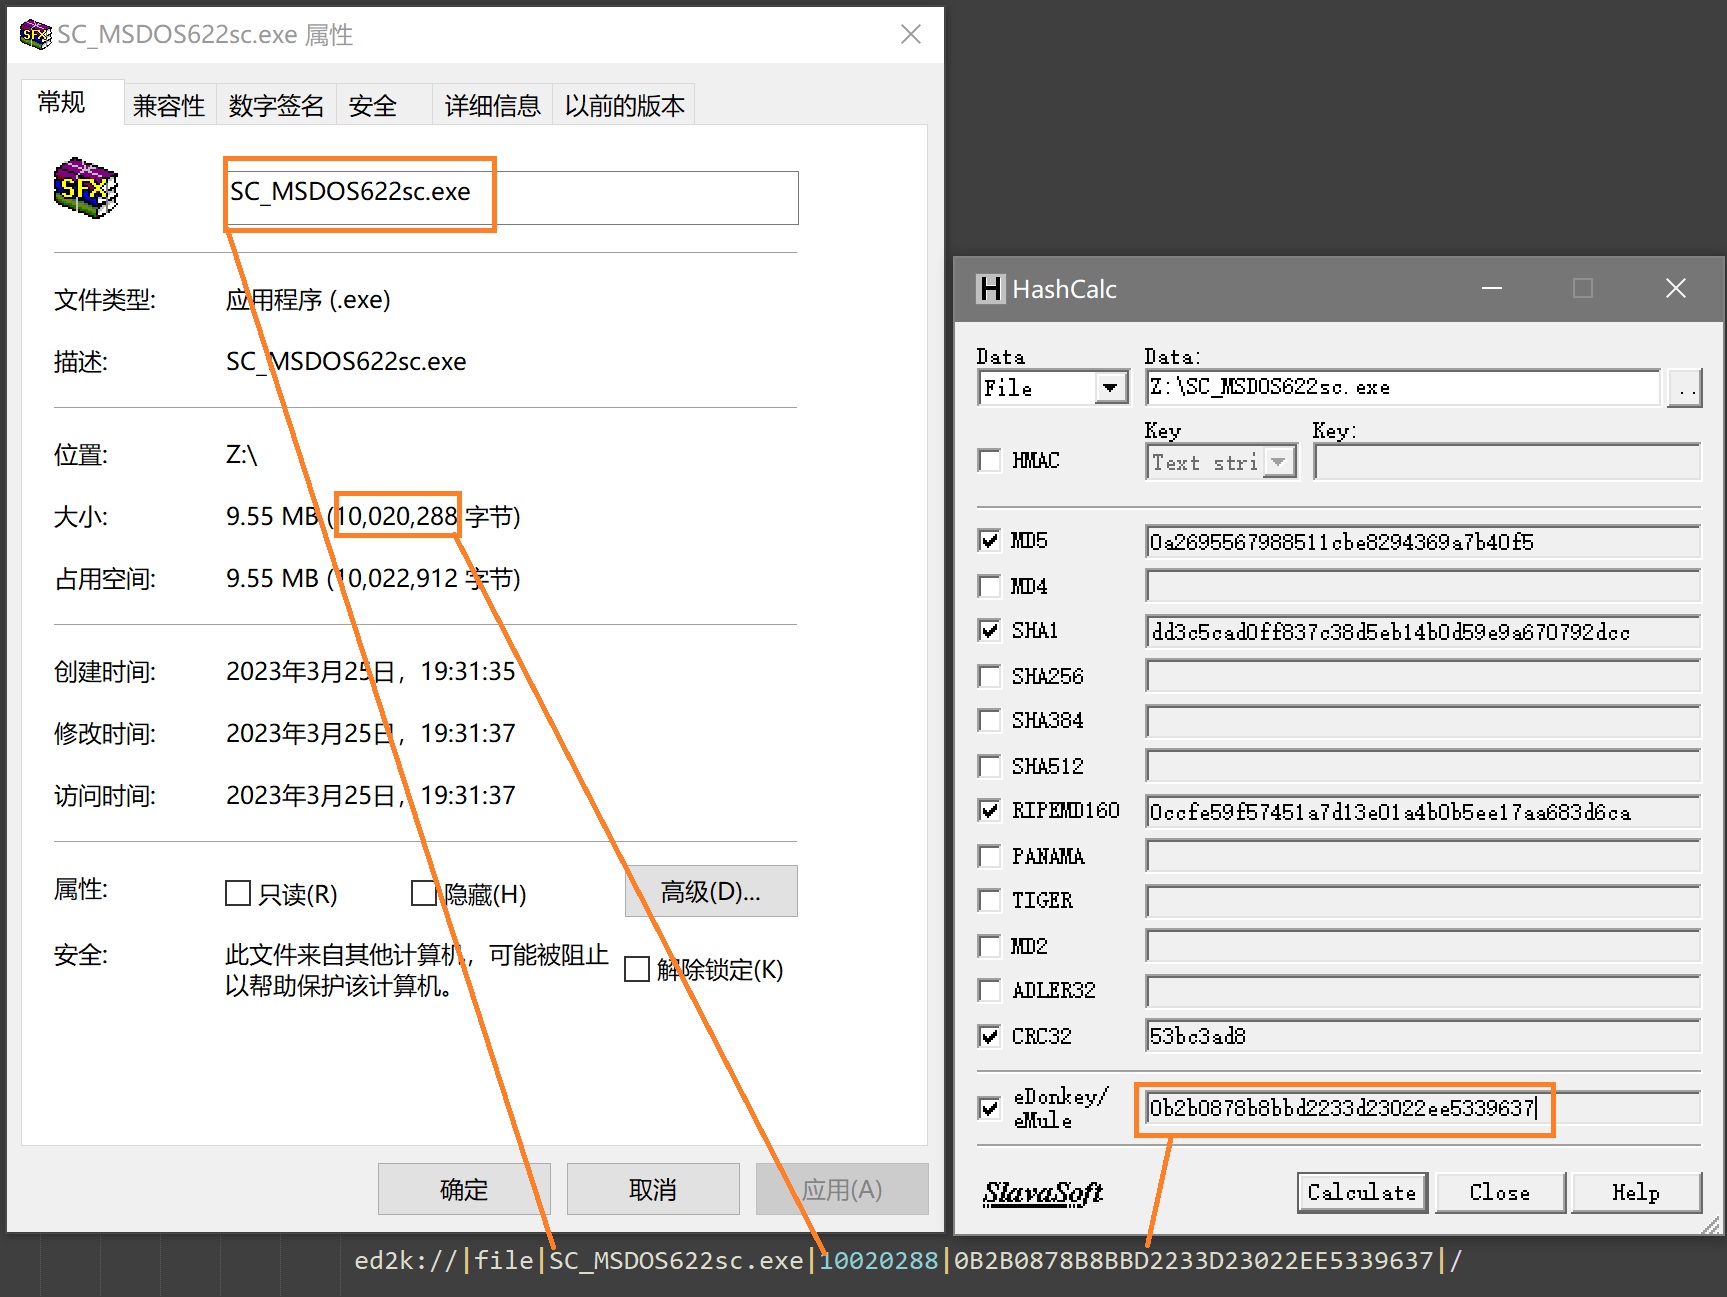 SC_MSDOS622sc.exe 属性
常规 兼容性 数字签名 安全 详细信息 以前的版本
SFX
SC_MSDOS622sc.exe
文件类型: 应用程序 (.exe)
描述: SC_MSDOS622sc.exe
位置: Z:\
大小: 9.55 MB (10,020,288 字节)
占用空间: 9.55 MB (10,022,912 字节)
创建时间: 2023年3月25日，19:31:35
修改时间: 2023年3月25日，19:31:37
访问时间: 2023年3月25日，19:31:37
属性: 只读(R) 隐藏(H) 高级(D)...
安全: 此文件来自其他计算机，可能被阻止
以帮助保护该计算机。 解除锁定(K)
确定 取消 应用(A)
H HashCalc
Data Data:
File Z:\SC_MSDOS622sc.exe ..
Key Key:
HMAC Text stri
MD5 0a2695567988511cbe8294369a7b40f5
MD4
SHA1 dd3c5cad0ff837c38d5eb14b0d59e9a670792dcc
SHA256
SHA384
SHA512
RIPEMD160 0ccfe59f57451a7d13e01a4b0b5ee17aa683d6ca
PANAMA
TIGER
MD2
ADLER32
CRC32 53bc3ad8
eDonkey/
eMule 0b2b0878b8bbd2233d23022ee5339637
SlavaSoft Calculate Close Help
ed2k://|file|SC_MSDOS622sc.exe|10020288|0B2B0878B8BBD2233D23022EE5339637|/